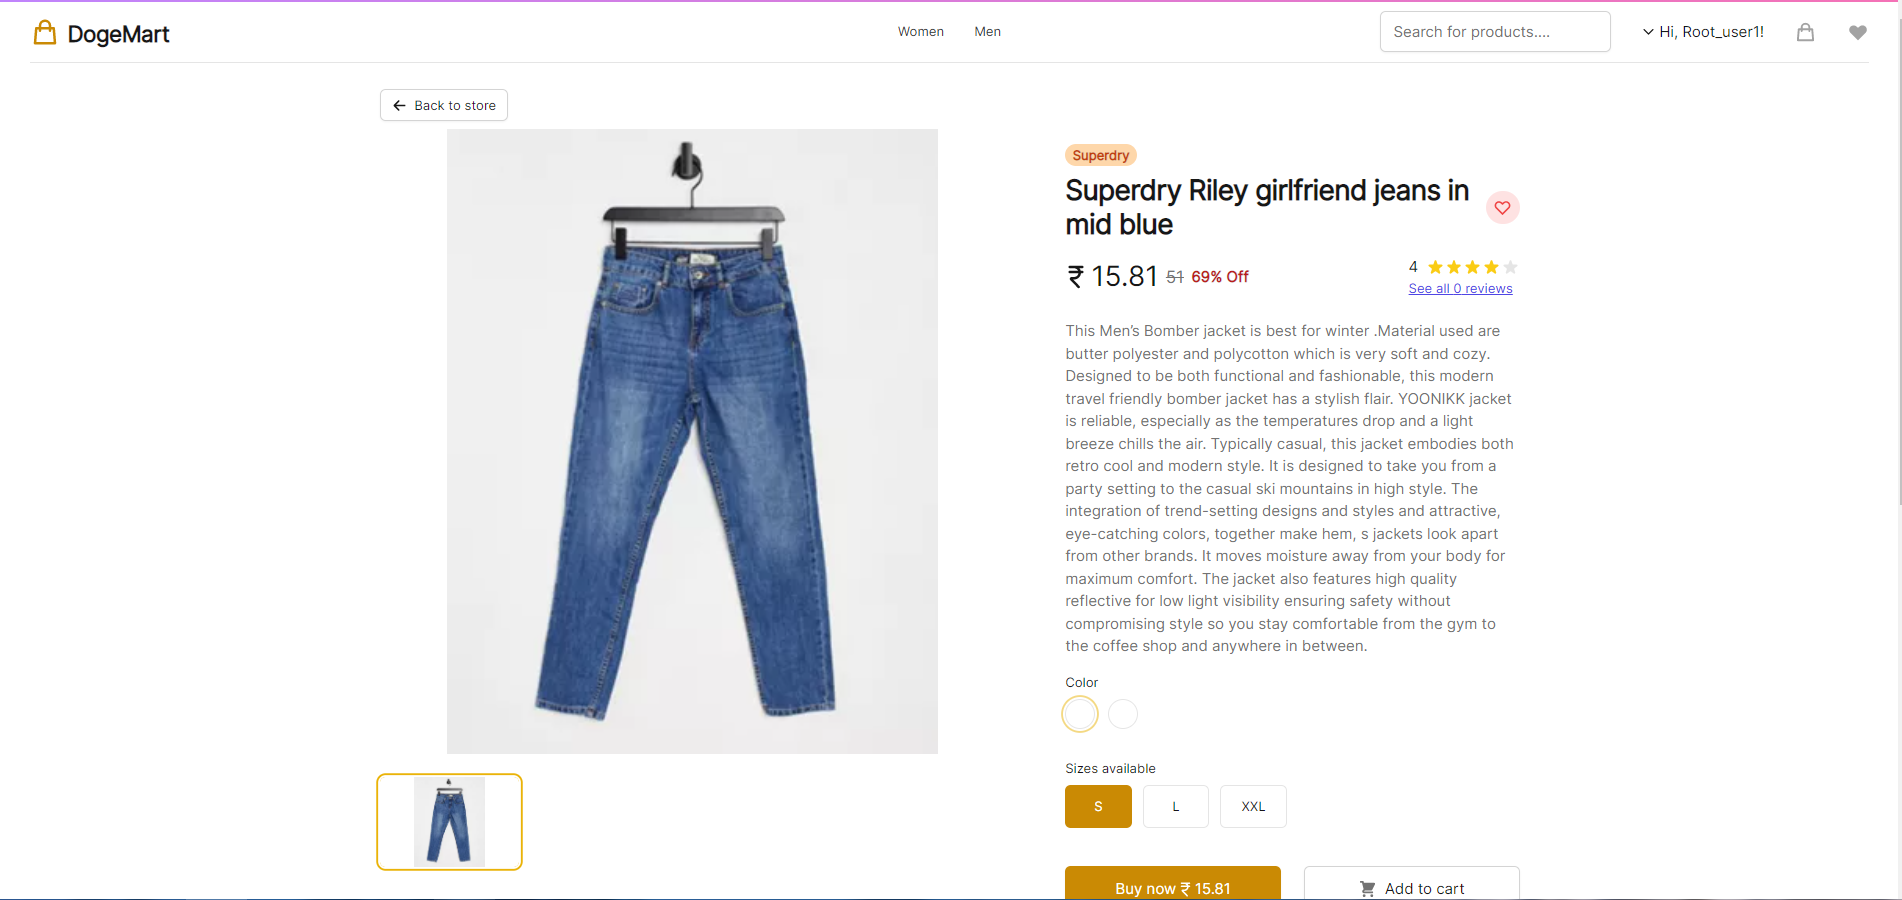 DogeMart
Women
Men
Search for products....
Hi, Root_user1!
Back to store
Superdry
Superdry Riley girlfriend jeans in
mid blue
₹ 15.81 51 69% Off
4
See all 0 reviews
This Men's Bomber jacket is best for winter .Material used are
butter polyester and polycotton which is very soft and cozy.
Designed to be both functional and fashionable, this modern
travel friendly bomber jacket has a stylish flair. YOONIKK jacket
is reliable, especially as the temperatures drop and a light
breeze chills the air. Typically casual, this jacket embodies both
retro cool and modern style. It is designed to take you from a
party setting to the casual ski mountains in high style. The
integration of trend-setting designs and styles and attractive,
eye-catching colors, together make hem, s jackets look apart
from other brands. It moves moisture away from your body for
maximum comfort. The jacket also features high quality
reflective for low light visibility ensuring safety without
compromising style so you stay comfortable from the gym to
the coffee shop and anywhere in between.
Color
Sizes available
S
L
XXL
Buy now ₹ 15.81
Add to cart